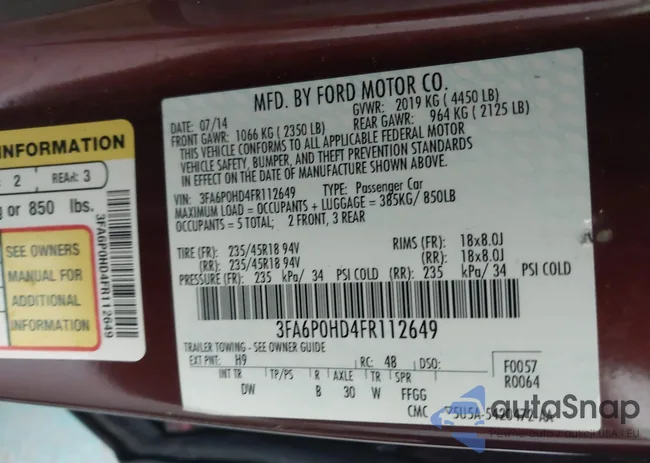 INFORMATION
: 2 REAR: 3
g or 850 lbs.
SEE OWNERS
MANUAL FOR
ADDITIONAL
INFORMATION
3FA6P0HD4FR112649
MFD. BY FORD MOTOR CO.
DATE: 07/14 GVWR: 2019 KG ( 4450 LB)
FRONT GAWR: 1066 KG ( 2350 LB) REAR GAWR: 964 KG ( 2125 LB)
THIS VEHICLE CONFORMS TO ALL APPLICABLE FEDERAL MOTOR
VEHICLE SAFETY, BUMPER, AND THEFT PREVENTION STANDARDS
IN EFFECT ON THE DATE OF MANUFACTURE SHOWN ABOVE.
VIN: 3FA6P0HD4FR112649 TYPE: Passenger Car
MAXIMUM LOAD = OCCUPANTS + LUGGAGE = 385KG/ 850LB
OCCUPANTS = 5 TOTAL; 2 FRONT, 3 REAR
TIRE (FR): 235/45R18 94V RIMS (FR): 18x8.0J
(RR): 235/45R18 94V (RR): 18x8.0J
PRESSURE (FR): 235 kPa/ 34 PSI COLD (RR): 235 kPa/ 34 PSI COLD
3FA6P0HD4FR112649
TRAILER TOWING - SEE OWNER GUIDE
EXT PNT: H9 RC: 48 DSO: F0057
INT TR TP/PS R AXLE TR SPR R0064
DW B 30 W FFGG
CMC 75U5A-5420472-AA
autoSnap